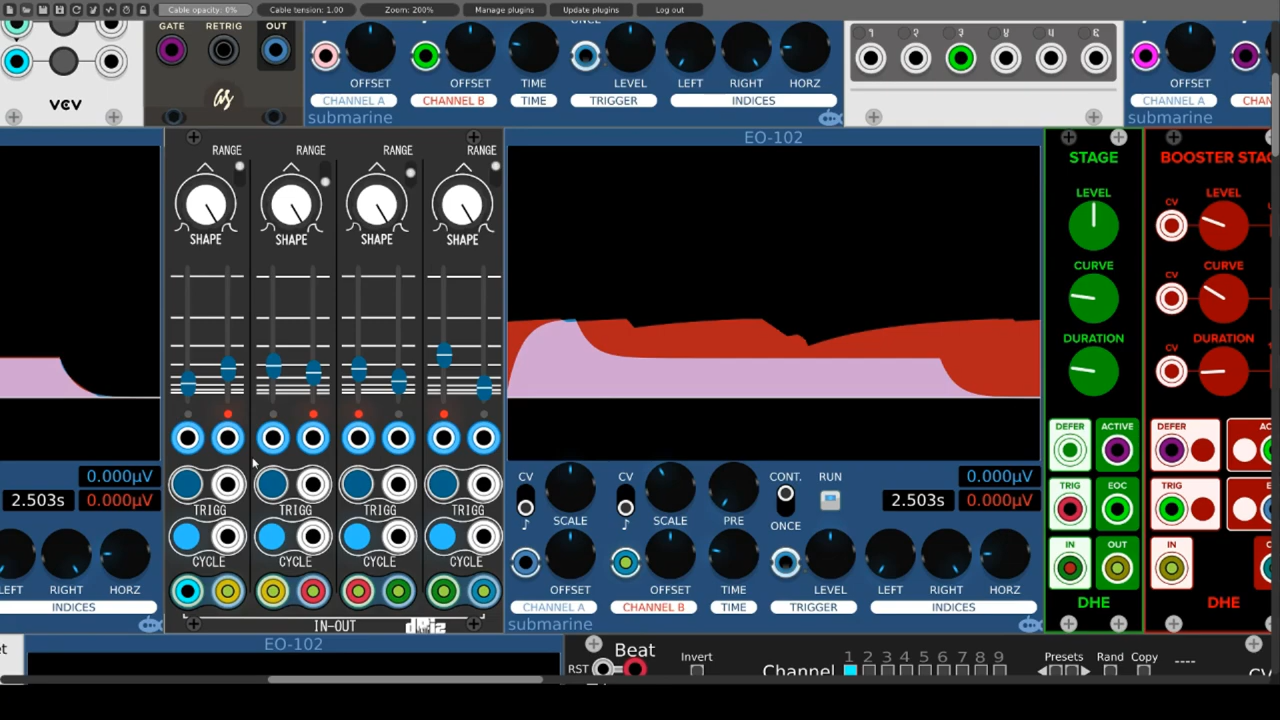 Cable opacity: 0% Cable tension: 1.00 Zoom: 200% Manage plugins Update plugins Log out
GATE RETRIG OUT
OFFSET OFFSET TIME LEVEL LEFT RIGHT HORZ OFFSET
VCV CHANNEL A CHANNEL B TIME TRIGGER INDICES CHANNEL A
submarine submarine
EO-102
RANGE RANGE RANGE RANGE
STAGE BOOSTER
SHAPE SHAPE SHAPE SHAPE
LEVEL CV LEVEL
CURVE CV CURVE
DURATION CV DURATION
DEFER ACTIVE DEFER
0.000µV CV CV CONT. RUN 0.000µV
2.503s 0.000µV SCALE SCALE PRE ONCE 2.503s 0.000µV
TRIG EOC TRIG
TRIGG TRIGG TRIGG TRIGG
CYCLE CYCLE CYCLE CYCLE
IN OUT IN
RIGHT HORZ OFFSET OFFSET TIME LEVEL LEFT RIGHT HORZ
INDICES CHANNEL A CHANNEL B TIME TRIGGER INDICES
DHE DHE
IN-OUT submarine
EO-102
Beat Invert 1 2 3 4 5 6 7 8 9 Presets Rand Copy ----
RST Channel